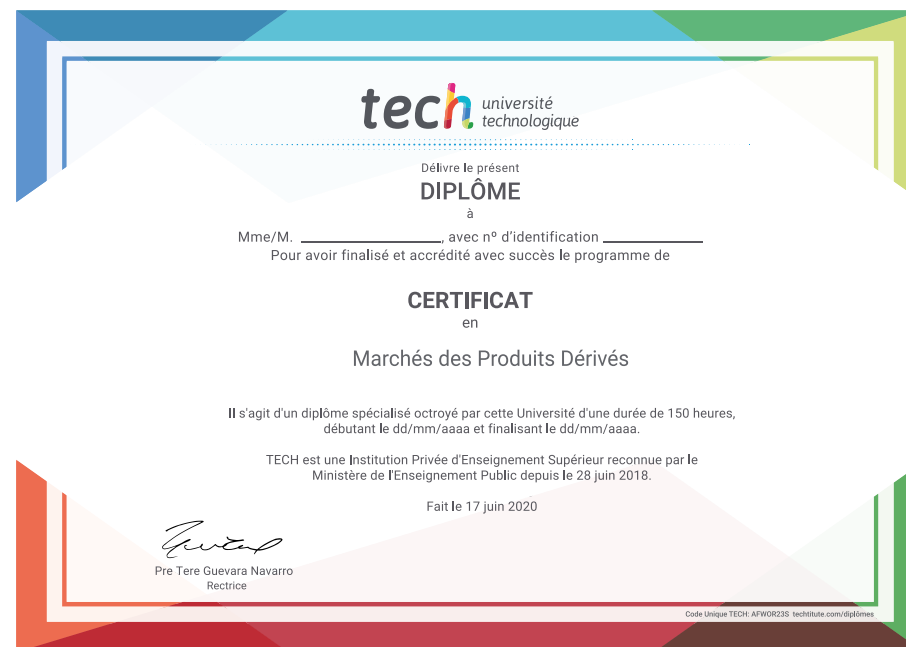 tech université
technologique
Délivre le présent
DIPLÔME
à
Mme/M. ____________________, avec nº d'identification ______________
Pour avoir finalisé et accrédité avec succès le programme de
CERTIFICAT
en
Marchés des Produits Dérivés
Il s'agit d'un diplôme spécialisé octroyé par cette Université d'une durée de 150 heures,
débutant le dd/mm/aaaa et finalisant le dd/mm/aaaa.
TECH est une Institution Privée d'Enseignement Supérieur reconnue par le
Ministère de l'Enseignement Public depuis le 28 juin 2018.
Fait le 17 juin 2020
Pre Tere Guevara Navarro
Rectrice
Code Unique TECH: AFWOR23S techtitute.com/diplômes